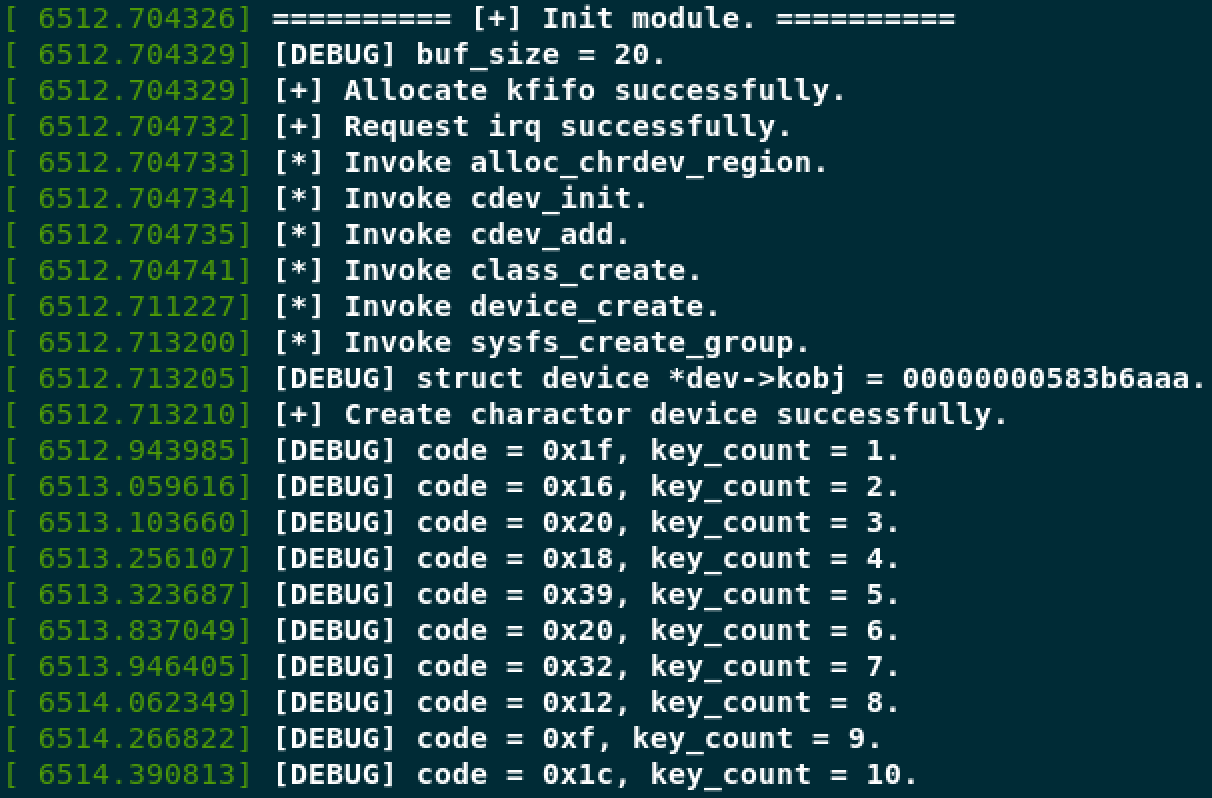 [ 6512.704326] ========== [+] Init module. ==========
[ 6512.704329] [DEBUG] buf_size = 20.
[ 6512.704329] [+] Allocate kfifo successfully.
[ 6512.704732] [+] Request irq successfully.
[ 6512.704733] [*] Invoke alloc_chrdev_region.
[ 6512.704734] [*] Invoke cdev_init.
[ 6512.704735] [*] Invoke cdev_add.
[ 6512.704741] [*] Invoke class_create.
[ 6512.711227] [*] Invoke device_create.
[ 6512.713200] [*] Invoke sysfs_create_group.
[ 6512.713205] [DEBUG] struct device *dev->kobj = 00000000583b6aaa.
[ 6512.713210] [+] Create charactor device successfully.
[ 6512.943985] [DEBUG] code = 0x1f, key_count = 1.
[ 6513.059616] [DEBUG] code = 0x16, key_count = 2.
[ 6513.103660] [DEBUG] code = 0x20, key_count = 3.
[ 6513.256107] [DEBUG] code = 0x18, key_count = 4.
[ 6513.323687] [DEBUG] code = 0x39, key_count = 5.
[ 6513.837049] [DEBUG] code = 0x20, key_count = 6.
[ 6513.946405] [DEBUG] code = 0x32, key_count = 7.
[ 6514.062349] [DEBUG] code = 0x12, key_count = 8.
[ 6514.266822] [DEBUG] code = 0xf, key_count = 9.
[ 6514.390813] [DEBUG] code = 0x1c, key_count = 10.